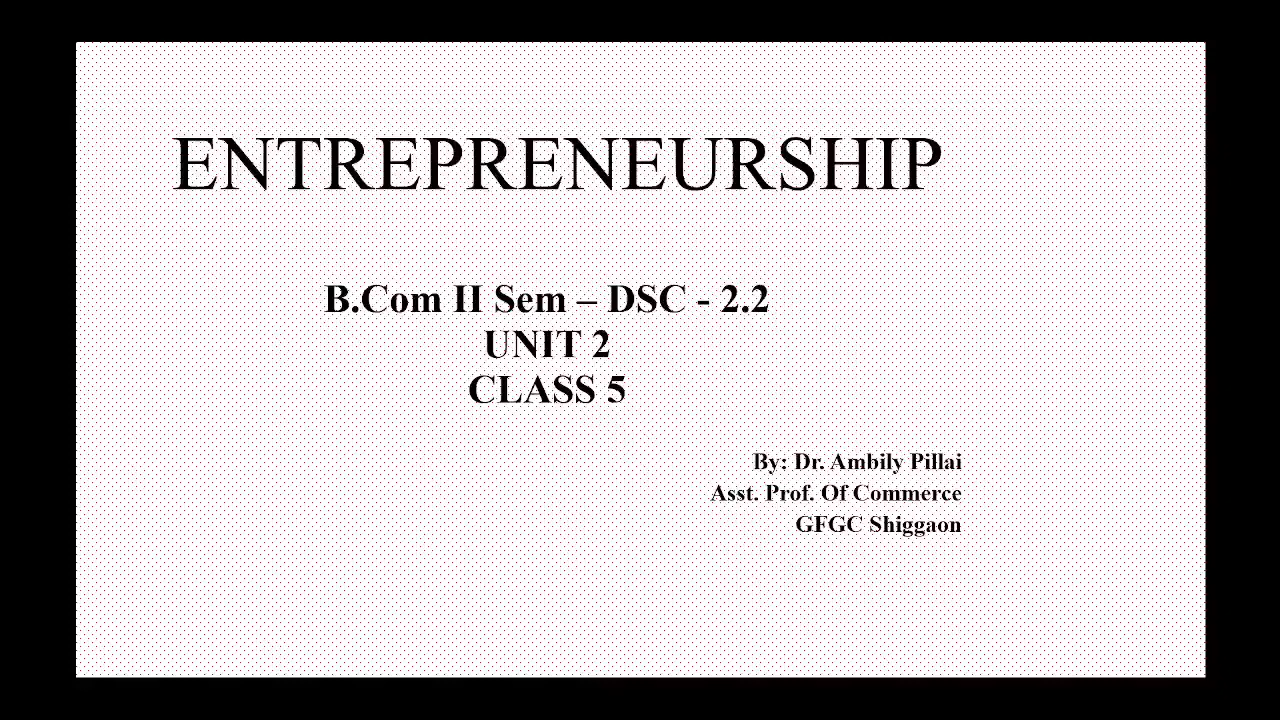 ENTREPRENEURSHIP
B.Com II Sem – DSC - 2.2
UNIT 2
CLASS 5
By: Dr. Ambily Pillai
Asst. Prof. Of Commerce
GFGC Shiggaon